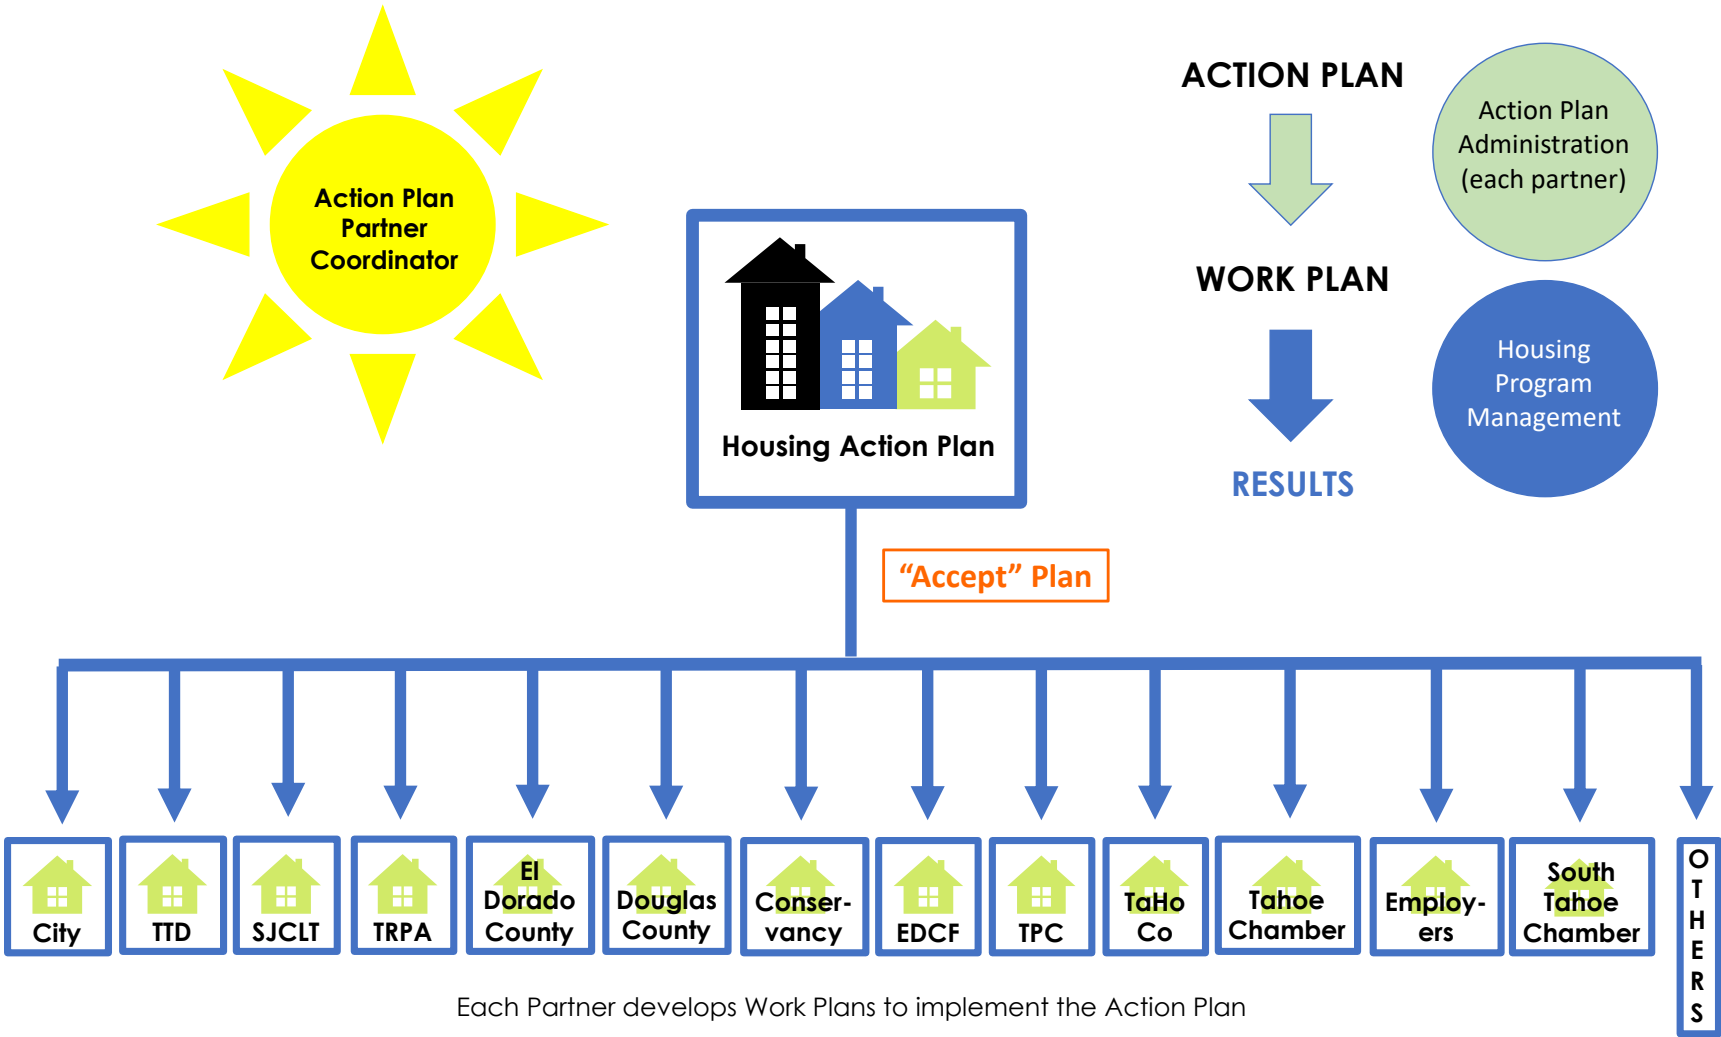 Action Plan
Partner
Coordinator
Housing Action Plan
ACTION PLAN
WORK PLAN
RESULTS
Action Plan
Administration
(each partner)
Housing
Program
Management
“Accept” Plan
City
TTD
SJCLT
TRPA
El
Dorado
County
Douglas
County
Conser-
vancy
EDCF
TPC
TaHo
Co
Tahoe
Chamber
Employ-
ers
South
Tahoe
Chamber
OTHERS
Each Partner develops Work Plans to implement the Action Plan